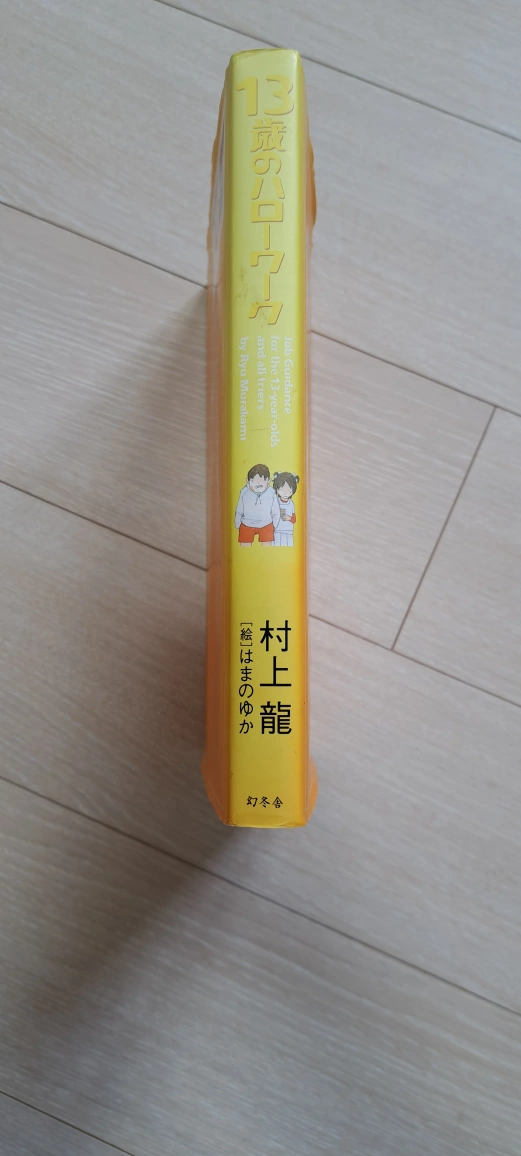 13歳のハローワーク
Job Guidance
for the 13-year-olds
and all triers
by Ryu Murakami
村上 龍
[絵]はまのゆか
幻冬舎